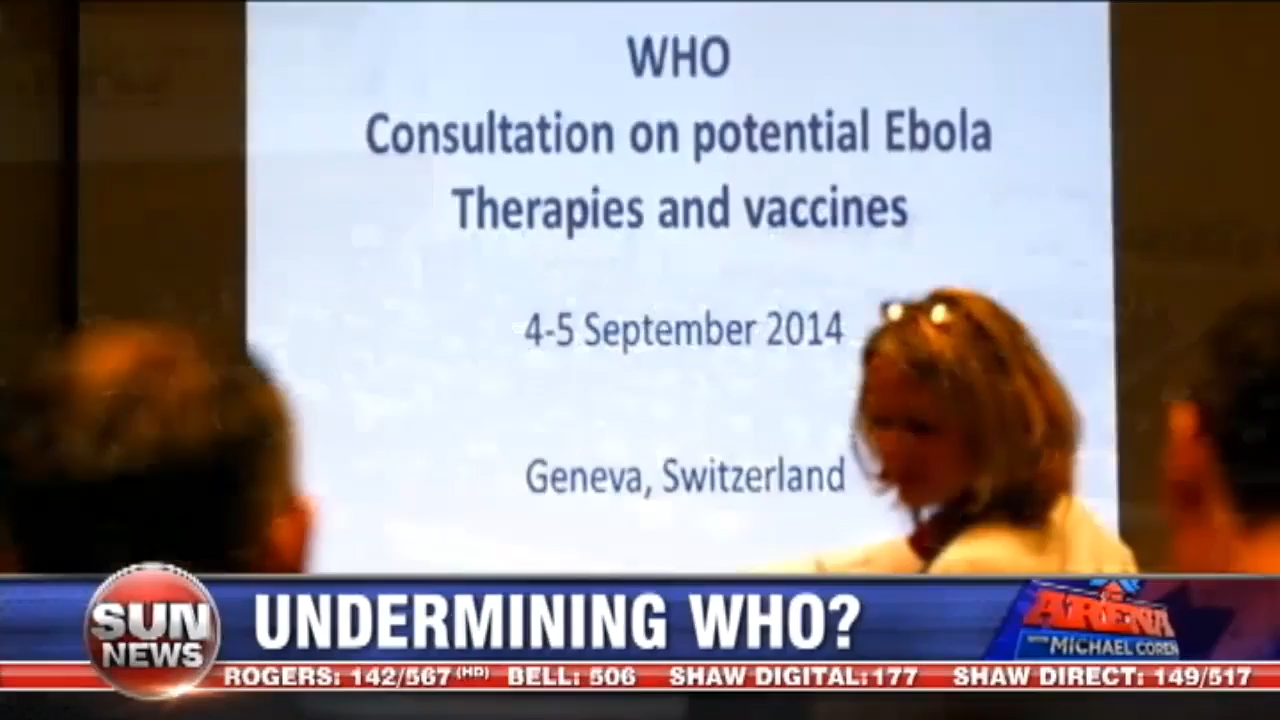 WHO
Consultation on potential Ebola
Therapies and vaccines
4-5 September 2014
Geneva, Switzerland
SUN
NEWS
UNDERMINING WHO?
ARENA
WITH MICHAEL COREN
ROGERS: 142/567 (HD) BELL: 506 SHAW DIGITAL: 177 SHAW DIRECT: 149/517